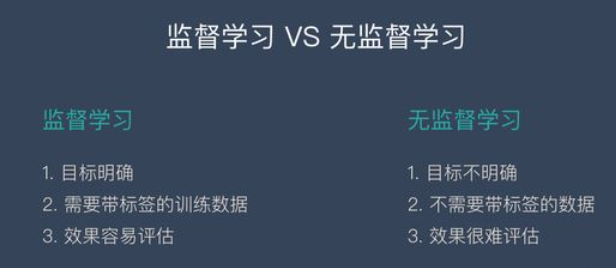 监督学习 VS 无监督学习
监督学习
1. 目标明确
2. 需要带标签的训练数据
3. 效果容易评估
无监督学习
1. 目标不明确
2. 不需要带标签的数据
3. 效果很难评估